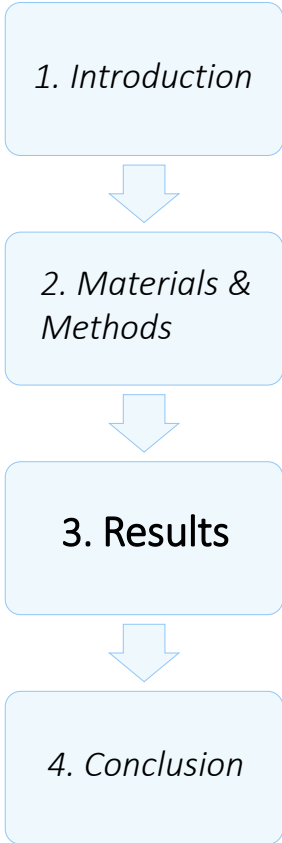 1. Introduction
2. Materials &
Methods
3. Results
4. Conclusion